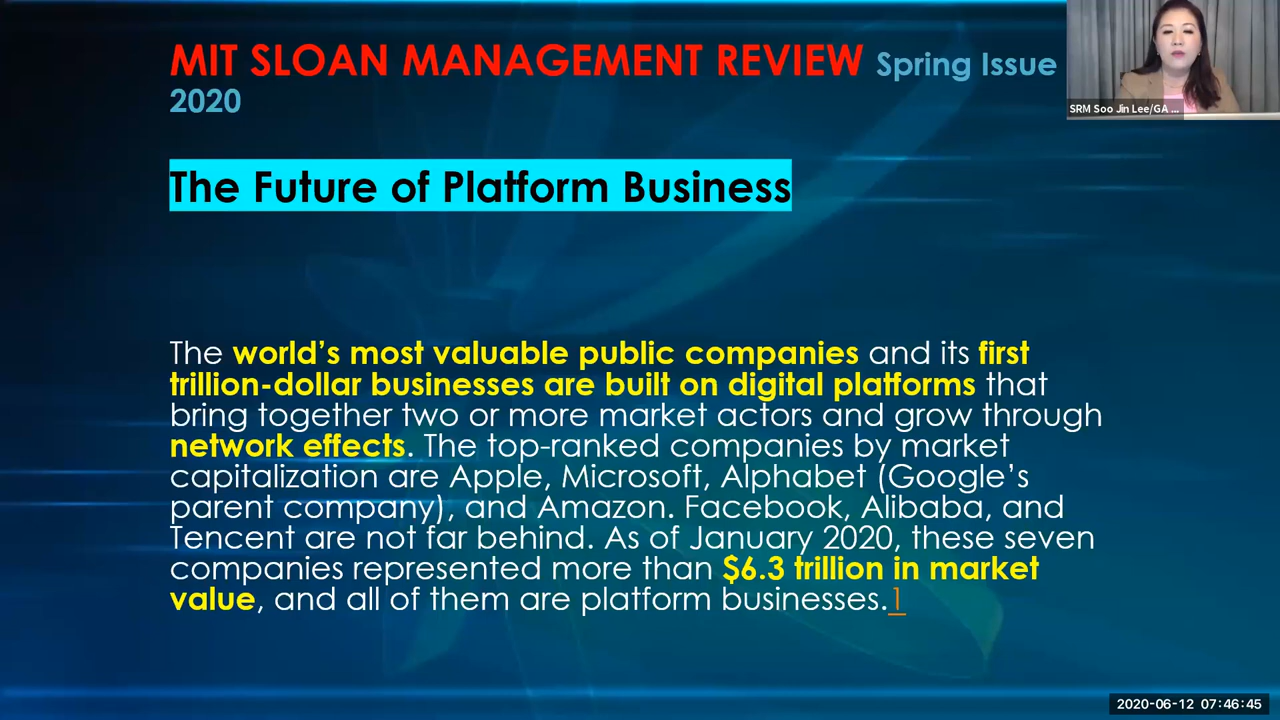 MIT SLOAN MANAGEMENT REVIEW Spring Issue
2020
SRM Soo Jin Lee/GA ...
The Future of Platform Business
The world’s most valuable public companies and its first
trillion-dollar businesses are built on digital platforms that
bring together two or more market actors and grow through
network effects. The top-ranked companies by market
capitalization are Apple, Microsoft, Alphabet (Google’s
parent company), and Amazon. Facebook, Alibaba, and
Tencent are not far behind. As of January 2020, these seven
companies represented more than $6.3 trillion in market
value, and all of them are platform businesses.1
2020-06-12 07:46:45